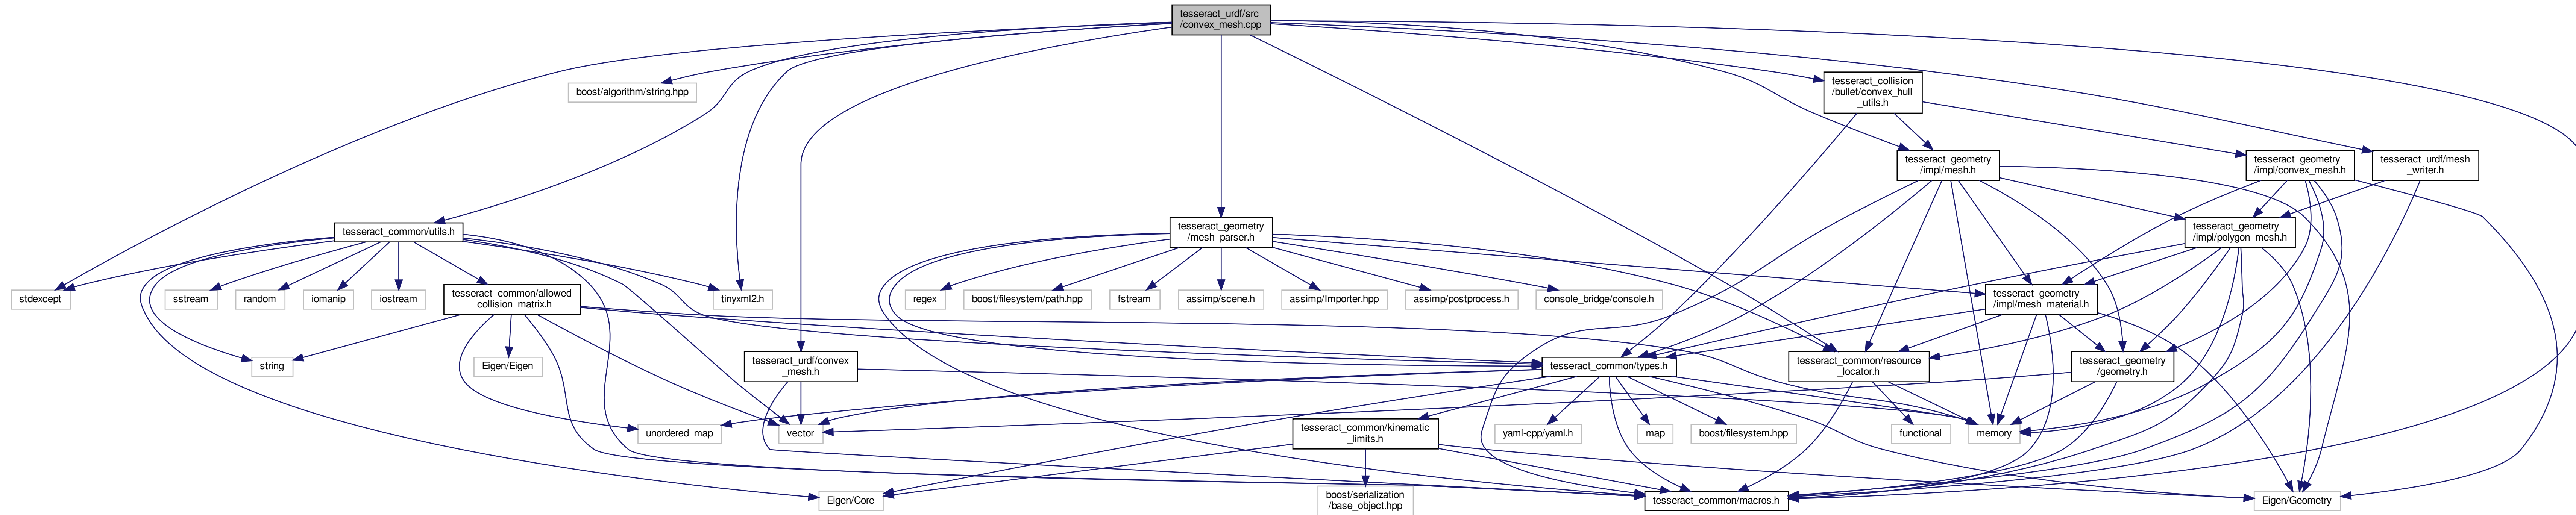 tesseract_urdf/src
/convex_mesh.cpp
boost/algorithm/string.hpp
tesseract_collision
/bullet/convex_hull
_utils.h
tesseract_geometry
/impl/mesh.h
tesseract_geometry
/impl/convex_mesh.h
tesseract_urdf/mesh
_writer.h
tesseract_common/utils.h
tesseract_geometry
/mesh_parser.h
tesseract_geometry
/impl/polygon_mesh.h
stdexcept
sstream
random
iomanip
iostream
tesseract_common/allowed
_collision_matrix.h
tinyxml2.h
regex
boost/filesystem/path.hpp
fstream
assimp/scene.h
assimp/Importer.hpp
assimp/postprocess.h
console_bridge/console.h
tesseract_geometry
/impl/mesh_material.h
string
Eigen/Eigen
tesseract_urdf/convex
_mesh.h
tesseract_common/types.h
tesseract_common/resource
_locator.h
tesseract_geometry
/geometry.h
unordered_map
vector
tesseract_common/kinematic
_limits.h
yaml-cpp/yaml.h
map
boost/filesystem.hpp
functional
memory
Eigen/Core
boost/serialization
/base_object.hpp
tesseract_common/macros.h
Eigen/Geometry